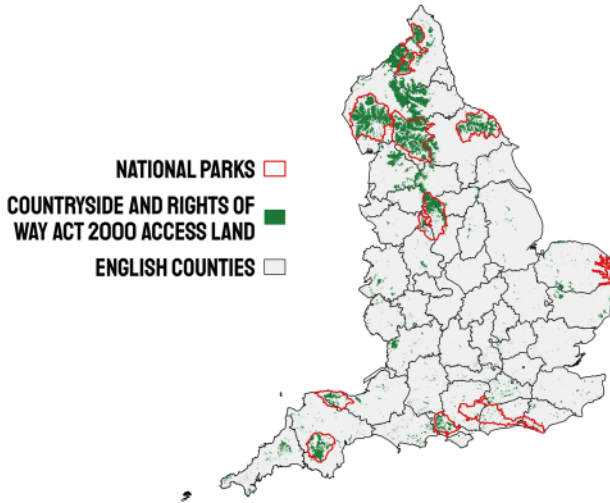 NATIONAL PARKS
COUNTRYSIDE AND RIGHTS OF
WAY ACT 2000 ACCESS LAND
ENGLISH COUNTIES